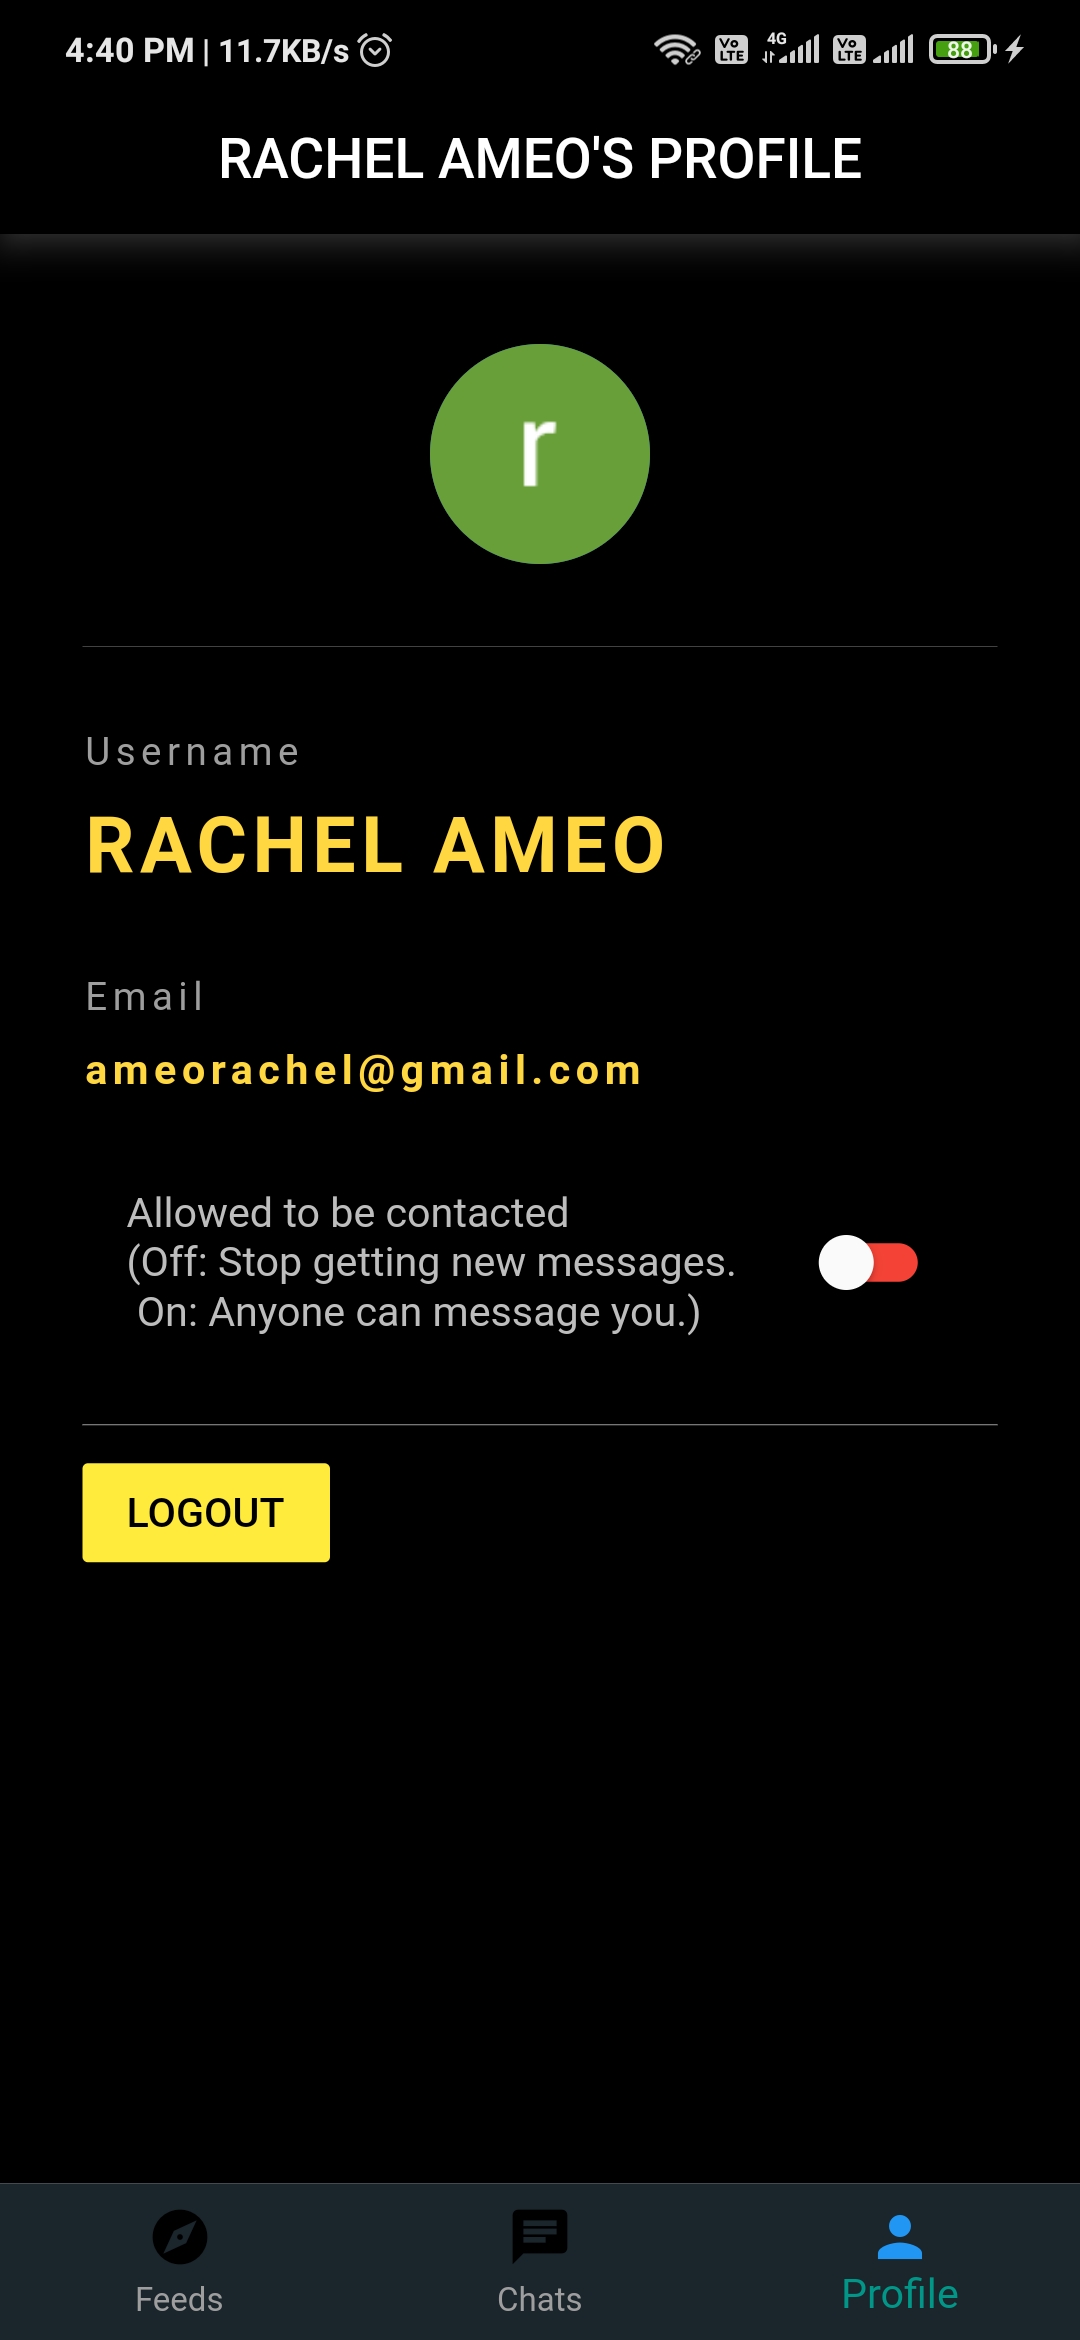 4:40 PM | 11.7KB/s
Vo LTE 4G Vo LTE 88
RACHEL AMEO'S PROFILE
r
Username
RACHEL AMEO
Email
ameorachel@gmail.com
Allowed to be contacted
(Off: Stop getting new messages.
On: Anyone can message you.)
LOGOUT
Feeds Chats Profile